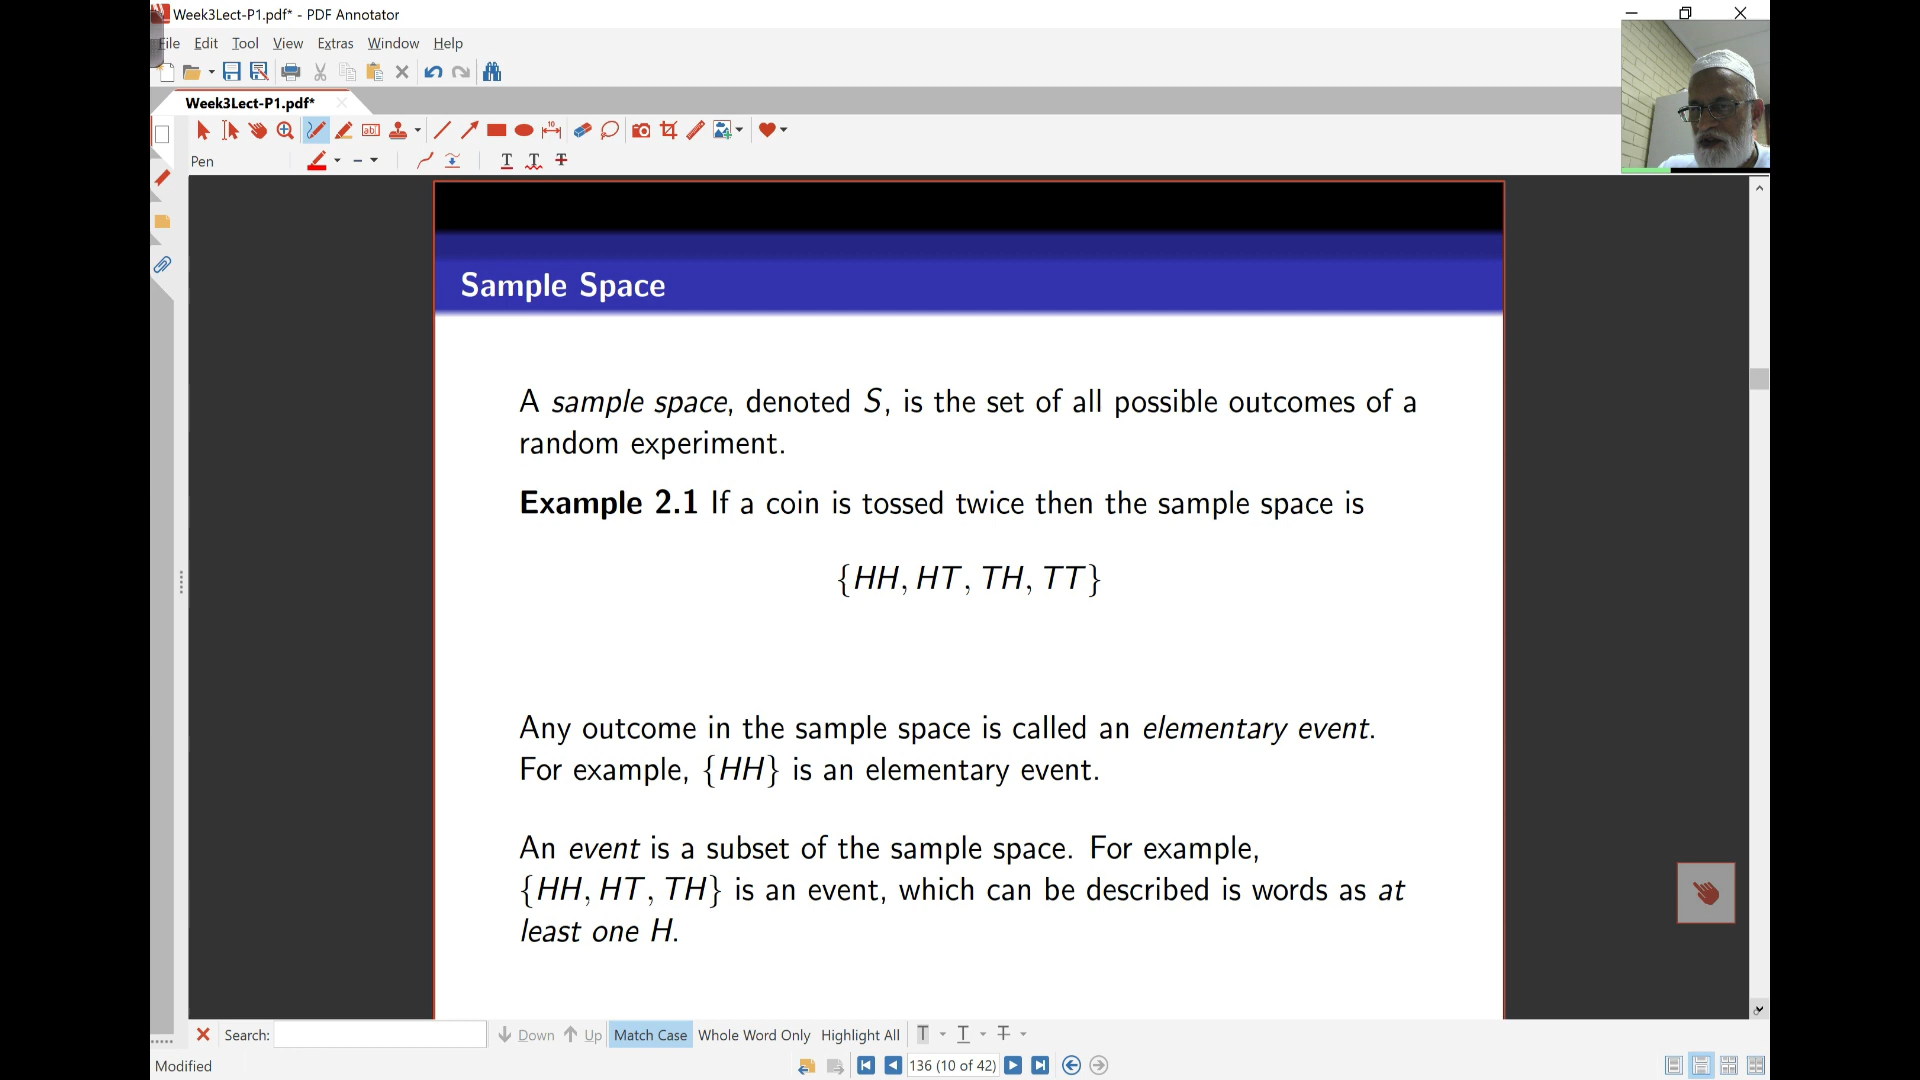 Week3Lect-P1.pdf* - PDF Annotator
File Edit Tool View Extras Window Help
Week3Lect-P1.pdf*
Pen
Sample Space
A sample space, denoted S, is the set of all possible outcomes of a
random experiment.
Example 2.1 If a coin is tossed twice then the sample space is
{HH, HT, TH, TT}
Any outcome in the sample space is called an elementary event.
For example, {HH} is an elementary event.
An event is a subset of the sample space. For example,
{HH, HT, TH} is an event, which can be described is words as at
least one H.
Search: Down Up Match Case Whole Word Only Highlight All
Modified 136 (10 of 42)